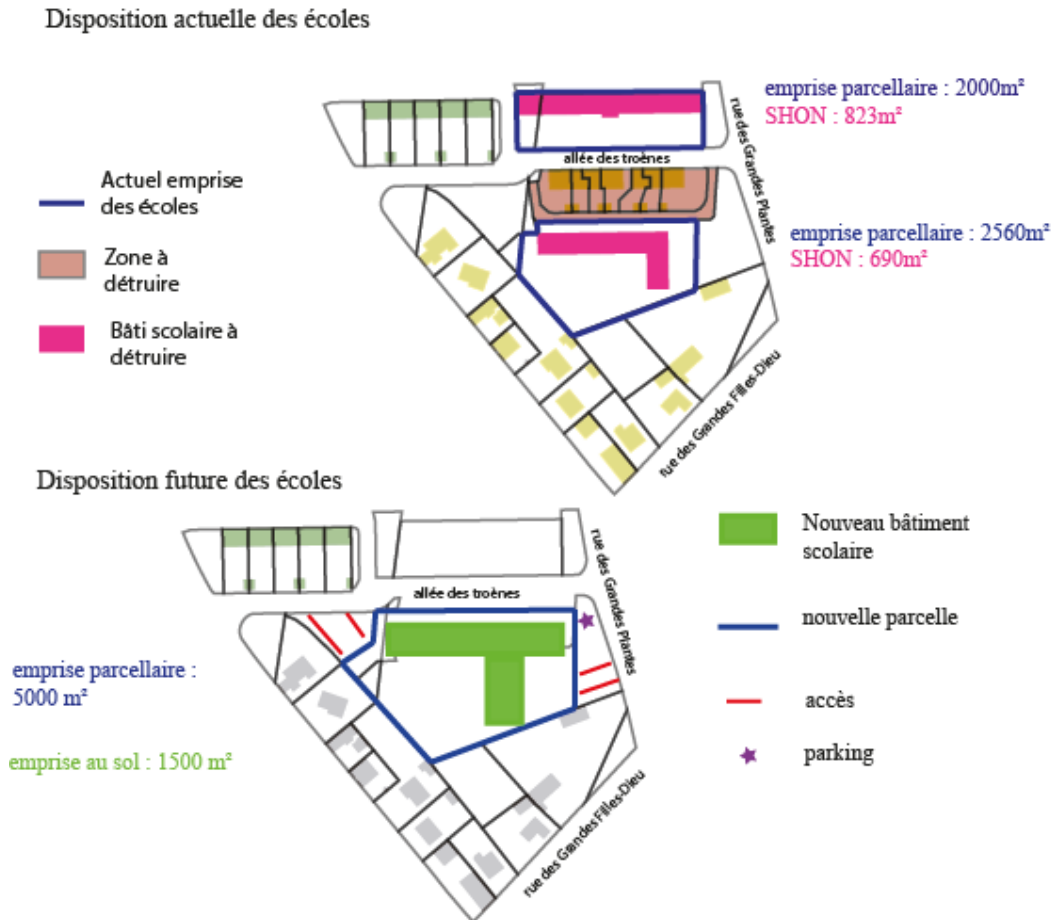 Disposition actuelle des écoles
emprise parcellaire : 2000m²
SHON : 823m²
rue des Grandes Plantes
allée des troènes
Actuel emprise
des écoles
emprise parcellaire : 2560m²
SHON : 690m²
Zone à
détruire
Bâti scolaire à
détruire
rue des Grandes Filles-Dieu
Disposition future des écoles
Nouveau bâtiment
scolaire
rue des Grandes Plantes
allée des troènes
nouvelle parcelle
emprise parcellaire :
5000 m²
accès
emprise au sol : 1500 m²
parking
rue des Grandes Filles-Dieu